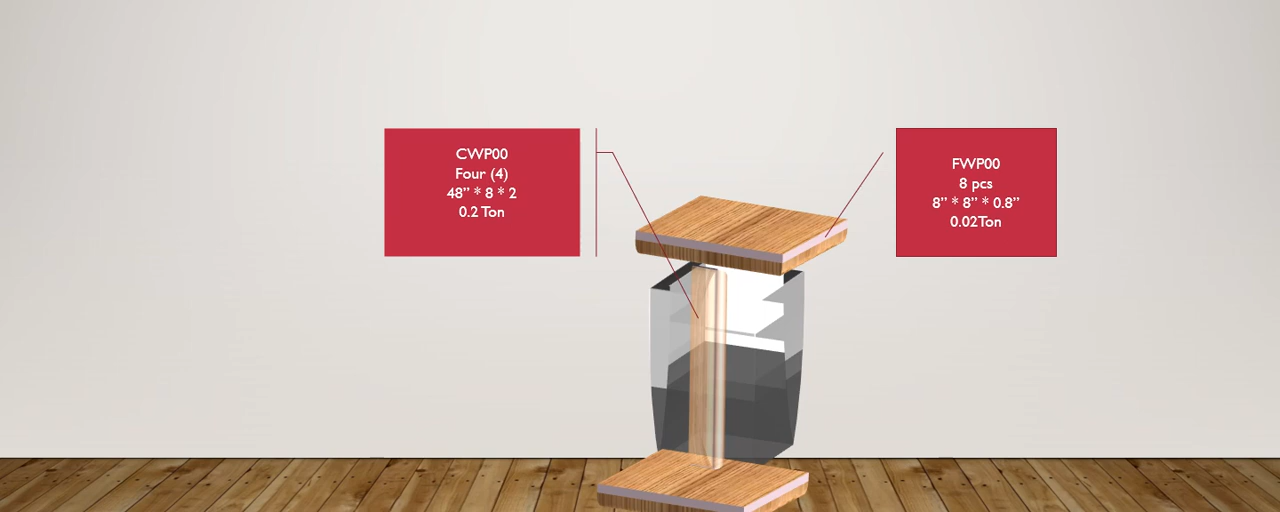 CWP00
Four (4)
48” * 8 * 2
0.2 Ton
FWP00
8 pcs
8” * 8” * 0.8”
0.02Ton